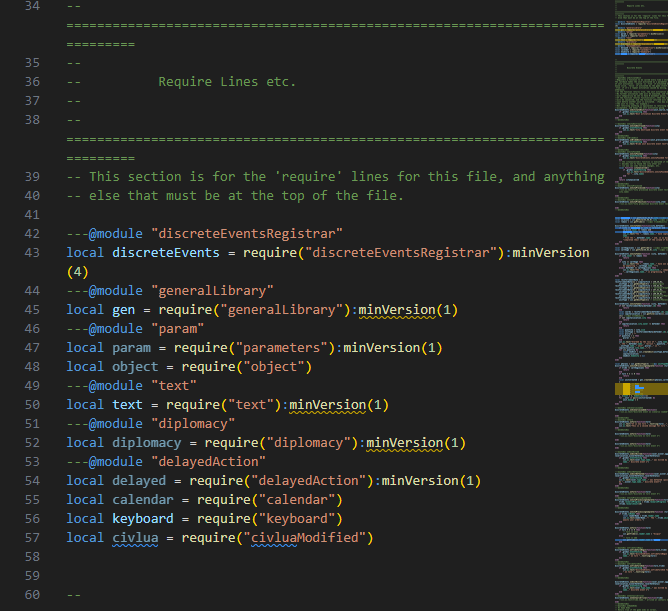 34 --
=====================================================================
=========
35 --
36 --          Require Lines etc.
37 --
38 --
=====================================================================
=========
39 -- This section is for the 'require' lines for this file, and anything
40 -- else that must be at the top of the file.
41
42 ---@module "discreteEventsRegistrar"
43 local discreteEvents = require("discreteEventsRegistrar"):minVersion
(4)
44 ---@module "generalLibrary"
45 local gen = require("generalLibrary"):minVersion(1)
46 ---@module "param"
47 local param = require("parameters"):minVersion(1)
48 local object = require("object")
49 ---@module "text"
50 local text = require("text"):minVersion(1)
51 ---@module "diplomacy"
52 local diplomacy = require("diplomacy"):minVersion(1)
53 ---@module "delayedAction"
54 local delayed = require("delayedAction"):minVersion(1)
55 local calendar = require("calendar")
56 local keyboard = require("keyboard")
57 local civlua = require("civluaModified")
58
59
60 --